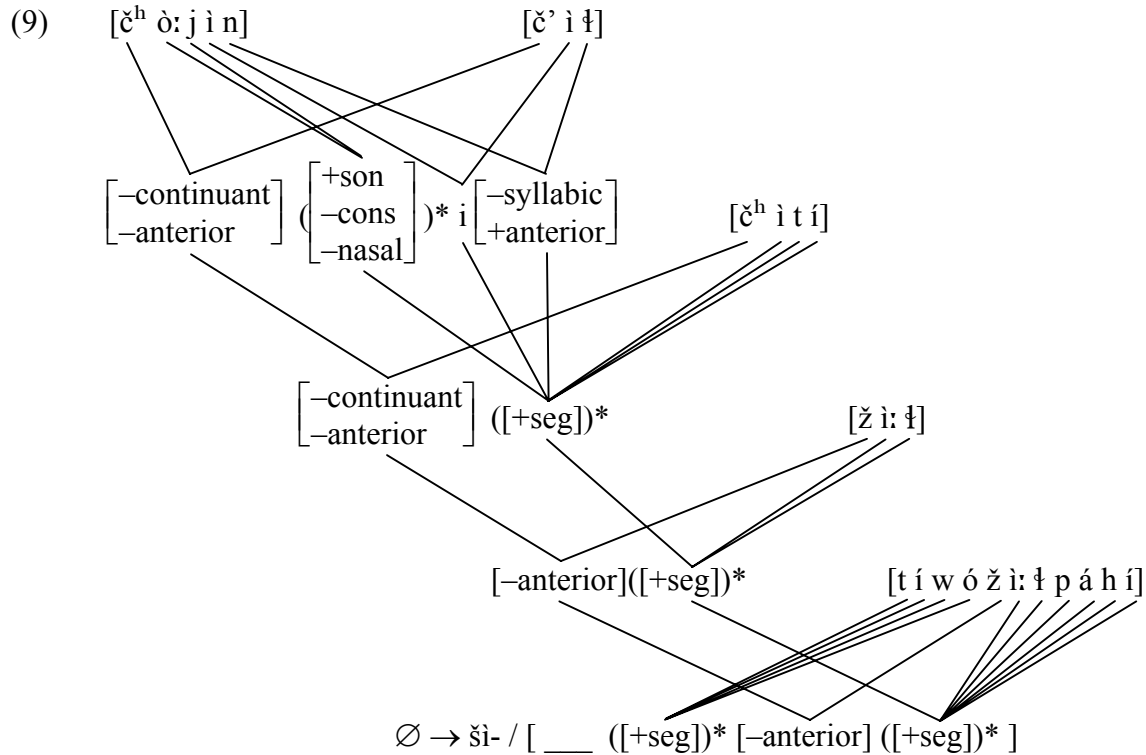 (9) [čʰ òː j ì n] [č’ ì ɬ]
[–continuant –anterior] ([+son –cons –nasal])* i [–syllabic +anterior]
[čʰ ì t í]
[–continuant –anterior] ([+seg])*
[ž ìː ɬ]
[–anterior]([+seg])* [t í w ó ž ìː ɬ p á h í]
∅ → šì- / [ ___ ([+seg])* [–anterior] ([+seg])* ]